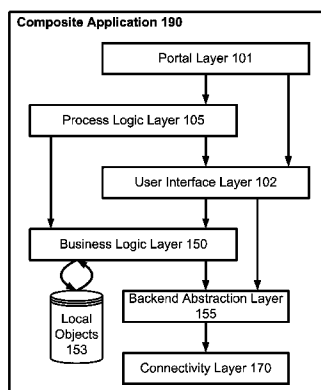 Composite Application 190
Portal Layer 101
Process Logic Layer 105
User Interface Layer 102
Business Logic Layer 150
Local
Objects
153
Backend Abstraction Layer
155
Connectivity Layer 170